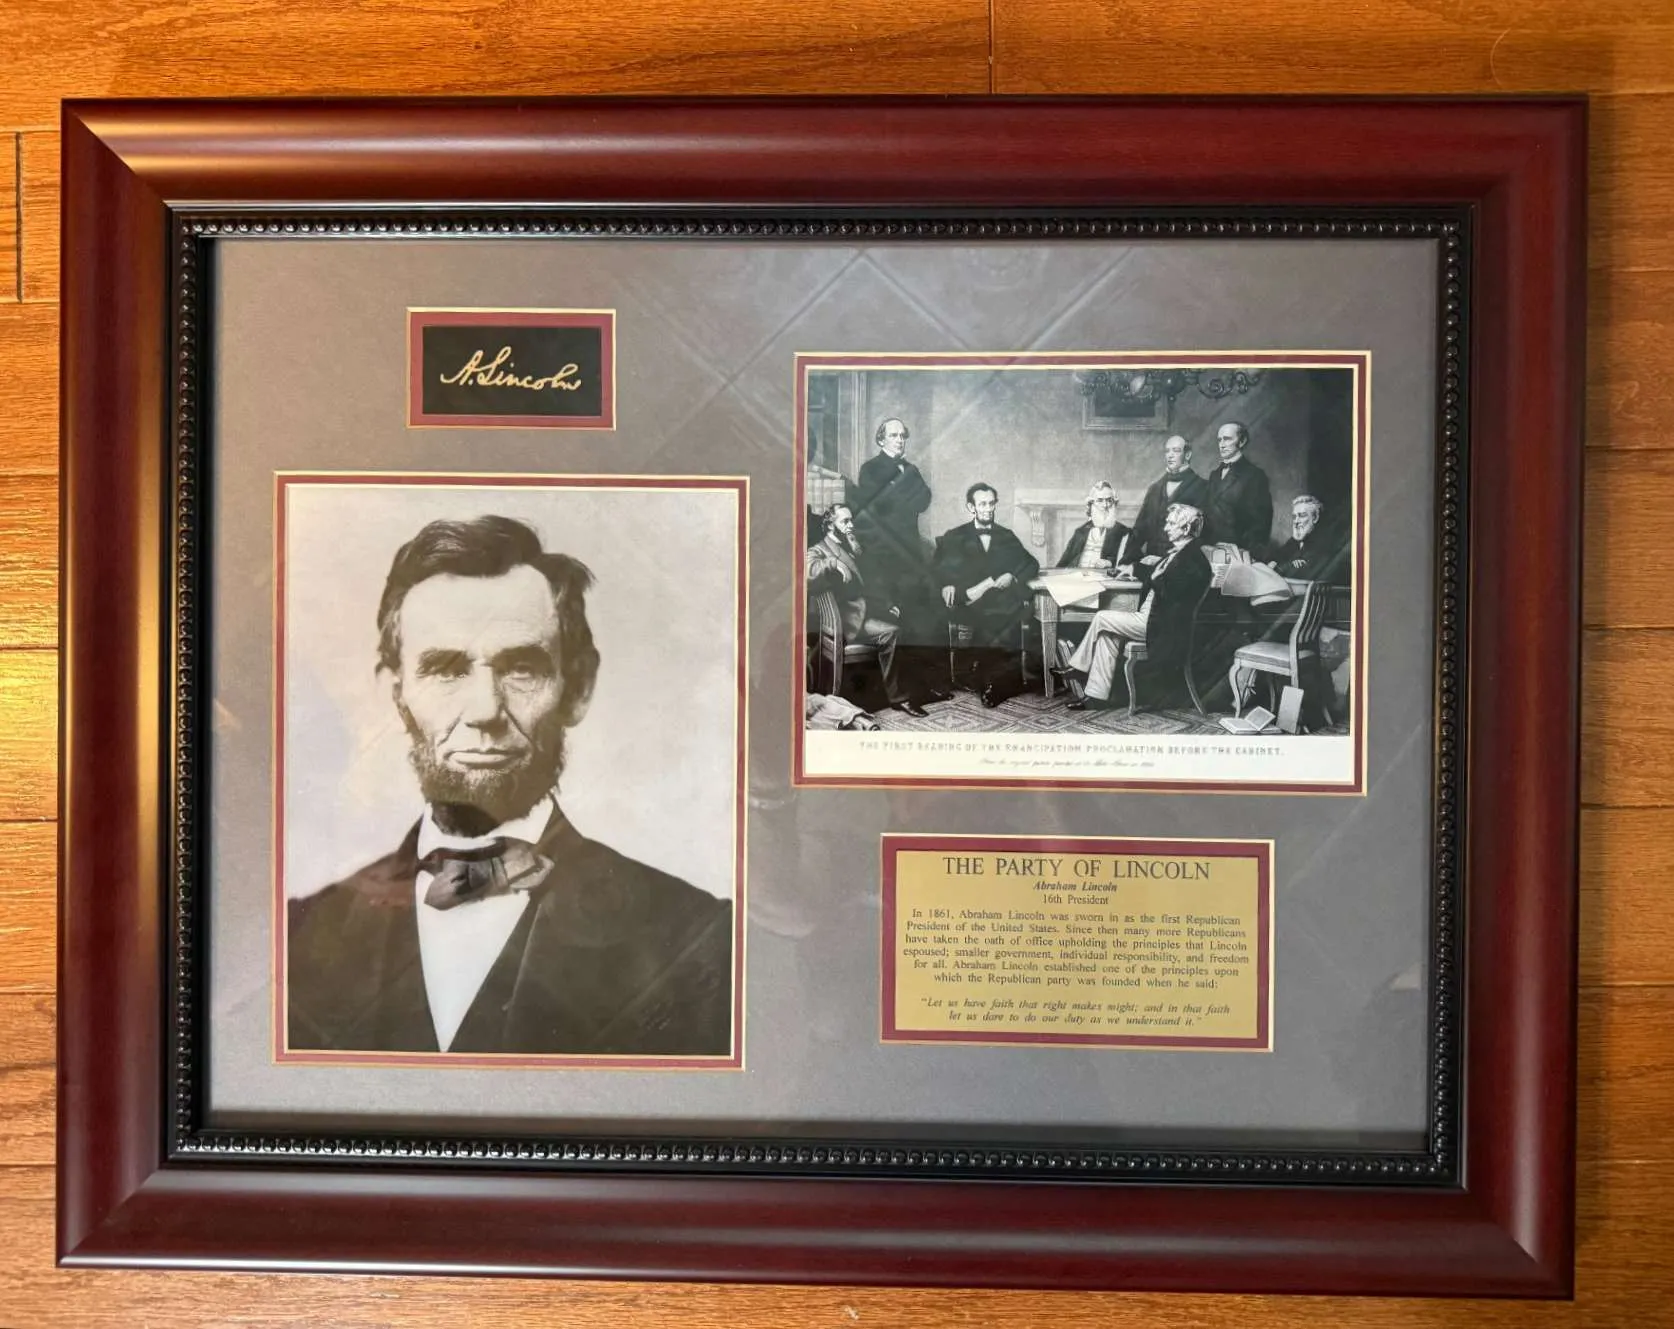 A. Lincoln
THE FIRST READING OF THE EMANCIPATION PROCLAMATION BEFORE THE CABINET.
THE PARTY OF LINCOLN
Abraham Lincoln
16th President
In 1861, Abraham Lincoln was sworn in as the first Republican
President of the United States. Since then many more Republicans
have taken the oath of office upholding the principles that Lincoln
espoused; smaller government, individual responsibility, and freedom
for all. Abraham Lincoln established one of the principles upon
which the Republican party was founded when he said:
"Let us have faith that right makes might; and in that faith
let us dare to do our duty as we understand it."